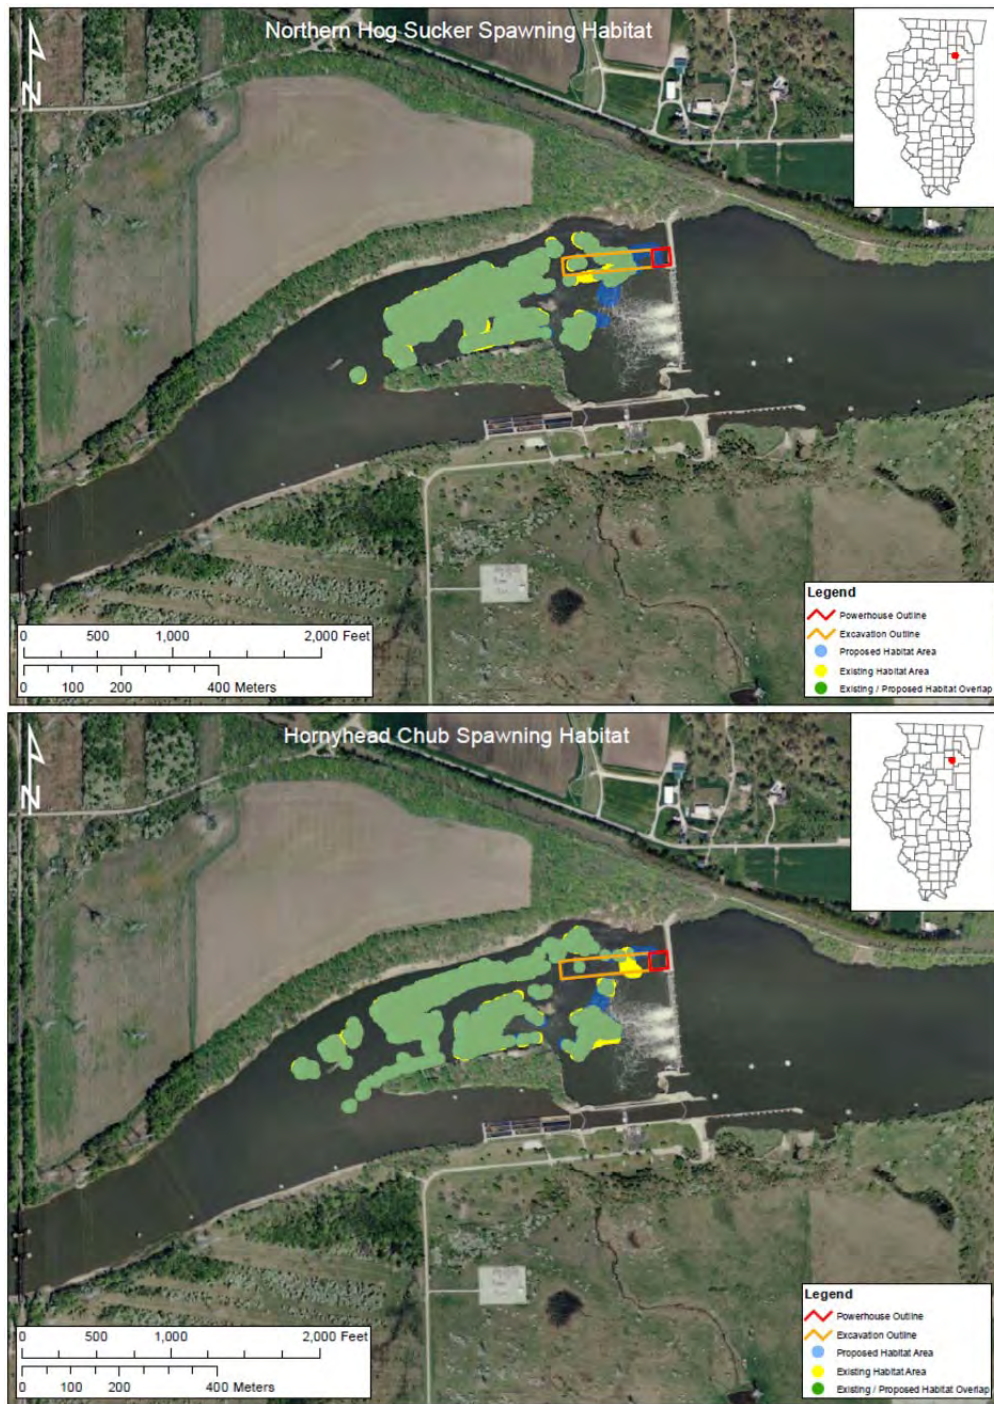 Northern Hog Sucker Spawning Habitat
N
Legend
Powerhouse Outline
Excavation Outline
Proposed Habitat Area
Existing Habitat Area
Existing / Proposed Habitat Overlap
0 500 1,000 2,000 Feet
0 100 200 400 Meters
Hornyhead Chub Spawning Habitat
N
Legend
Powerhouse Outline
Excavation Outline
Proposed Habitat Area
Existing Habitat Area
Existing / Proposed Habitat Overlap
0 500 1,000 2,000 Feet
0 100 200 400 Meters